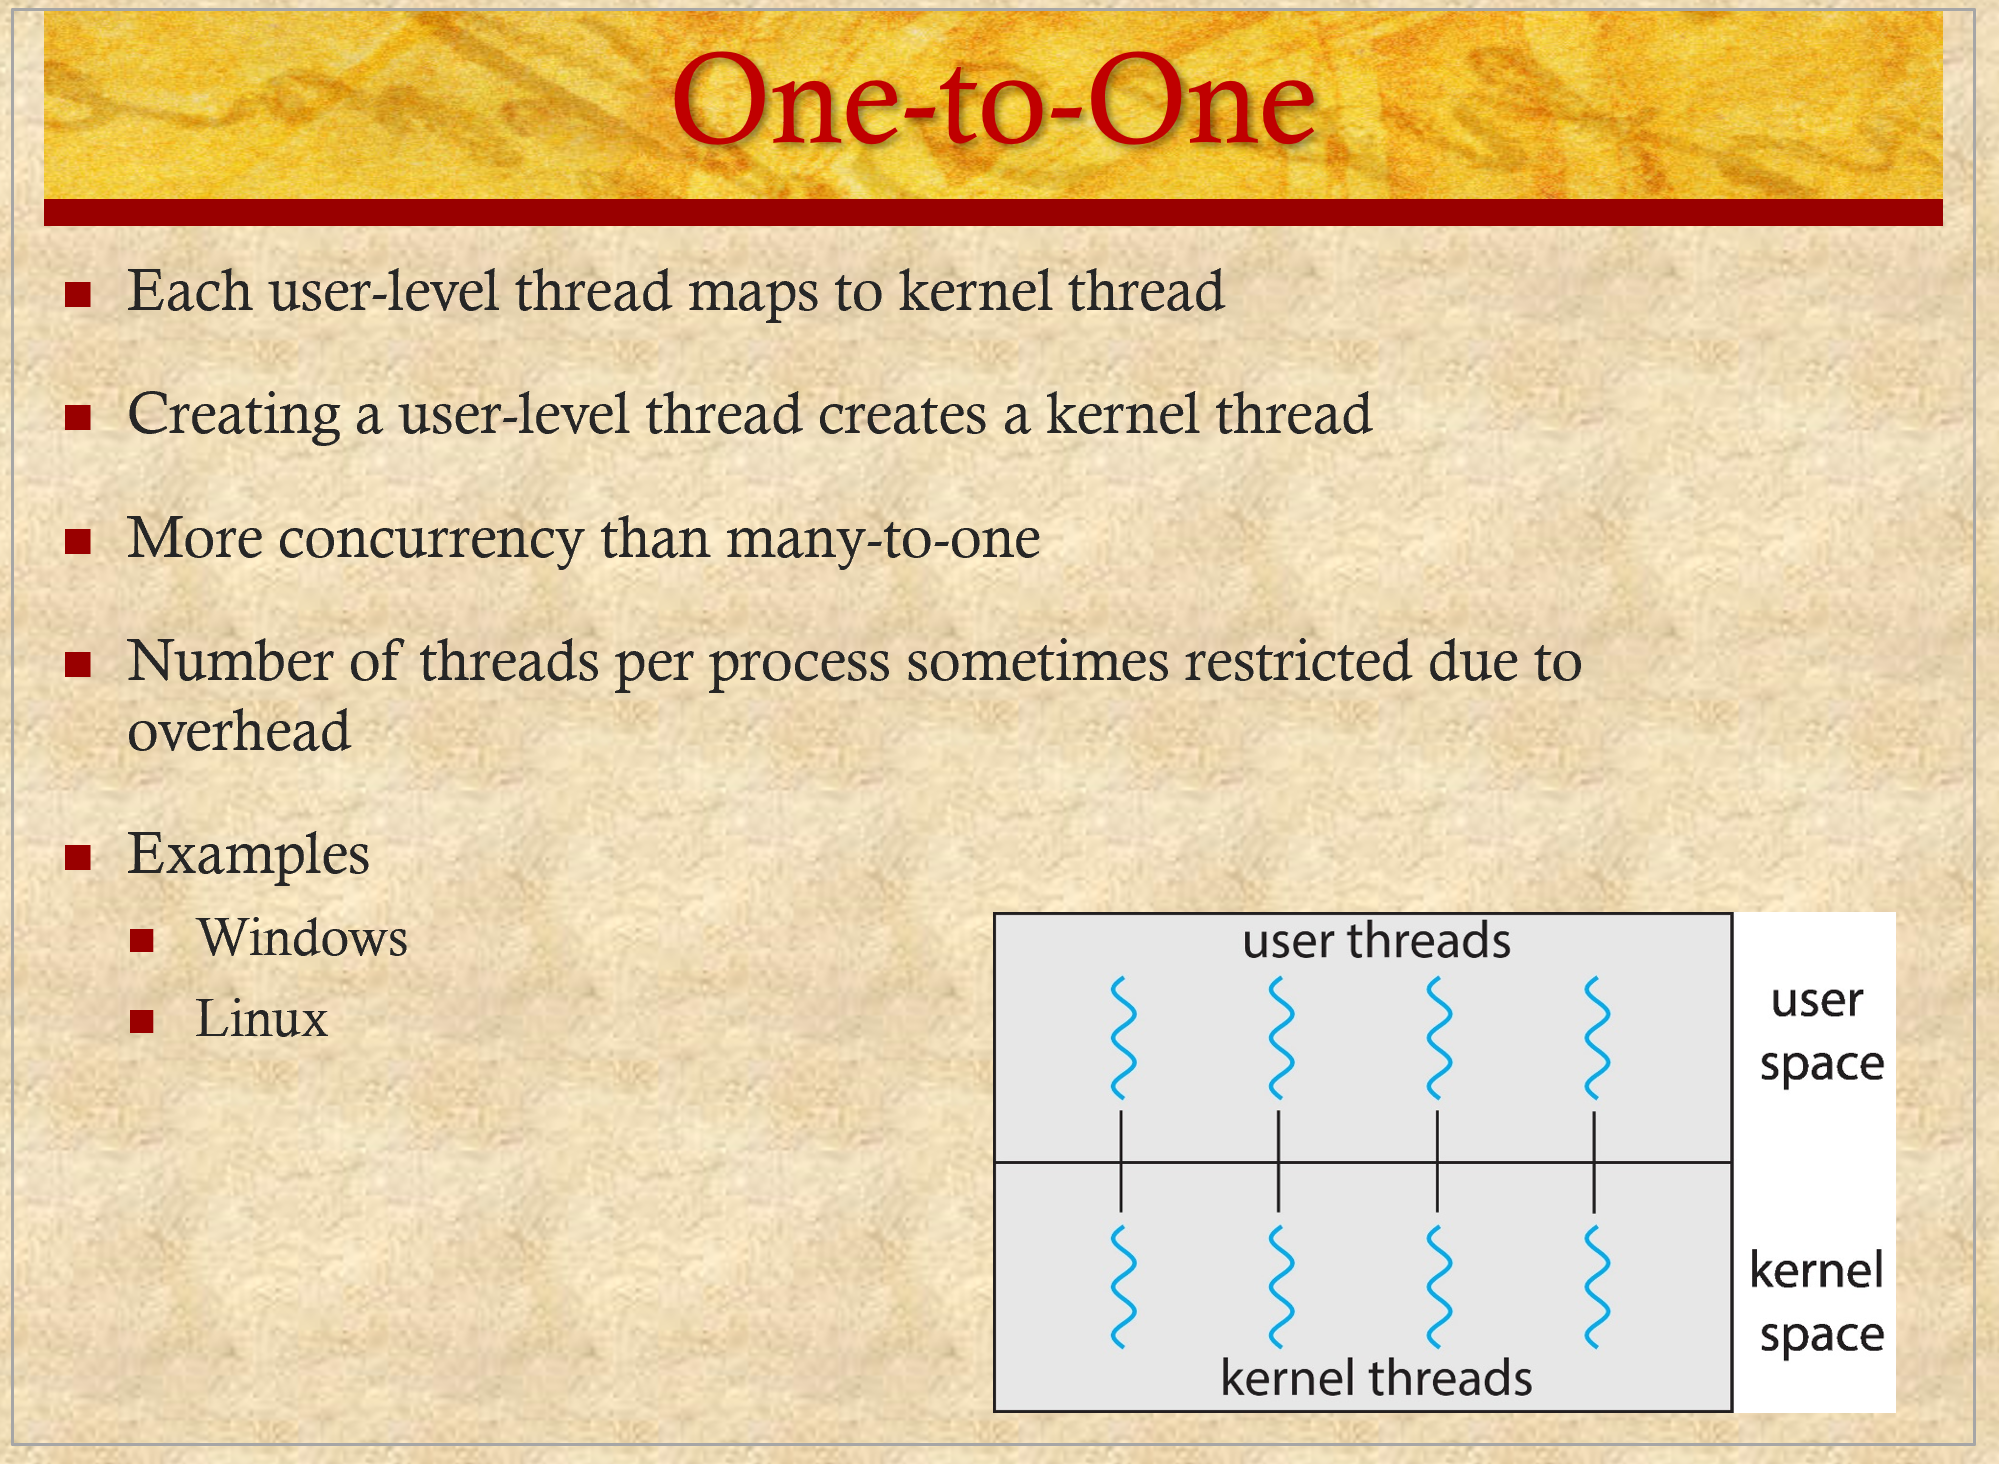 One-to-One
Each user-level thread maps to kernel thread
Creating a user-level thread creates a kernel thread
More concurrency than many-to-one
Number of threads per process sometimes restricted due to
overhead
Examples
Windows
Linux
user threads
user
space
kernel
space
kernel threads